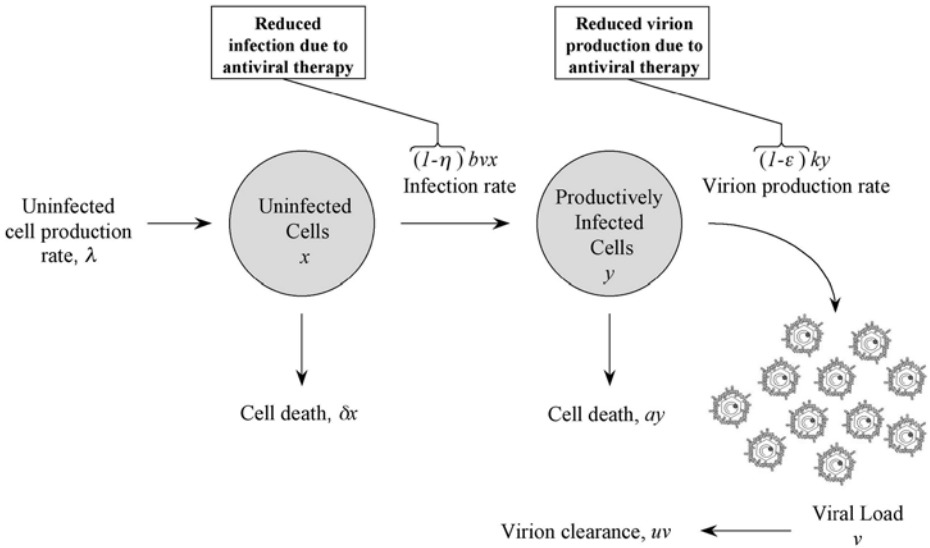 Reduced
infection due to
antiviral therapy
Reduced virion
production due to
antiviral therapy
(1-η) bvx
Infection rate
(1-ε) ky
Virion production rate
Uninfected
cell production
rate, λ
Uninfected
Cells
x
Productively
Infected
Cells
y
Cell death, δx
Cell death, ay
Viral Load
v
Virion clearance, uv